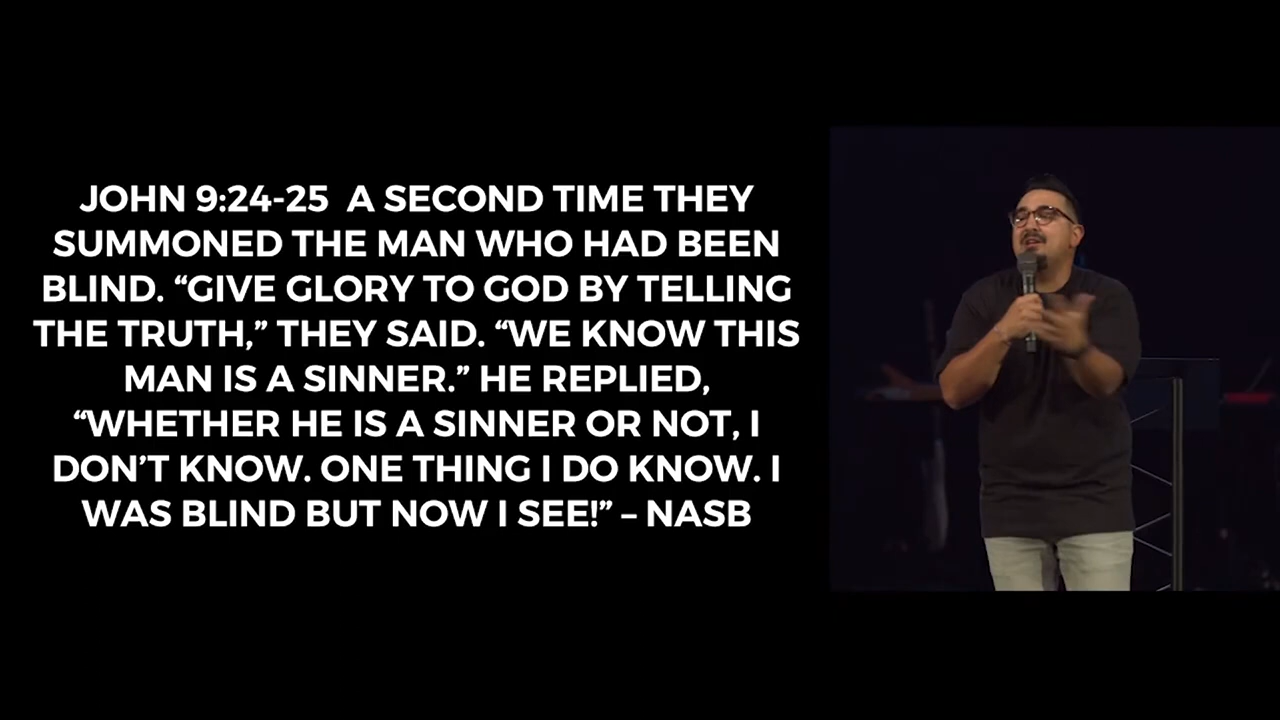 JOHN 9:24-25  A SECOND TIME THEY
SUMMONED THE MAN WHO HAD BEEN
BLIND. “GIVE GLORY TO GOD BY TELLING
THE TRUTH,” THEY SAID. “WE KNOW THIS
MAN IS A SINNER.” HE REPLIED,
“WHETHER HE IS A SINNER OR NOT, I
DON’T KNOW. ONE THING I DO KNOW. I
WAS BLIND BUT NOW I SEE!” – NASB